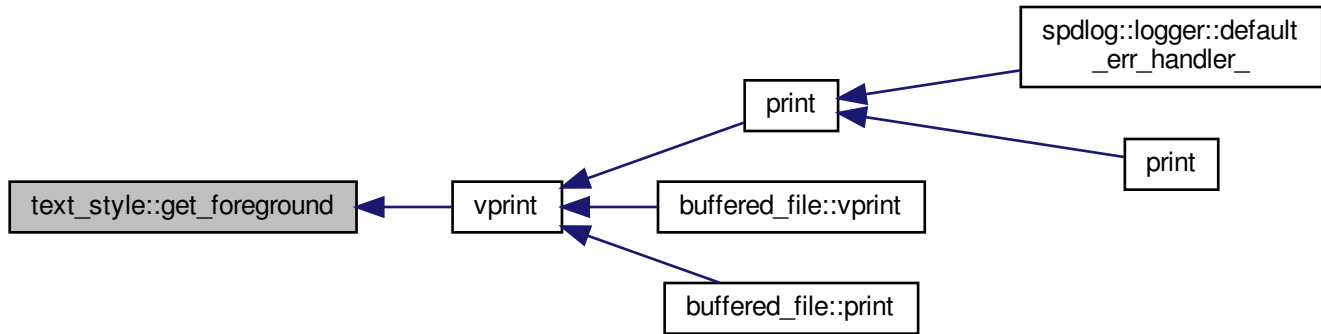 spdlog::logger::default
_err_handler_
print
print
text_style::get_foreground
vprint
buffered_file::vprint
buffered_file::print